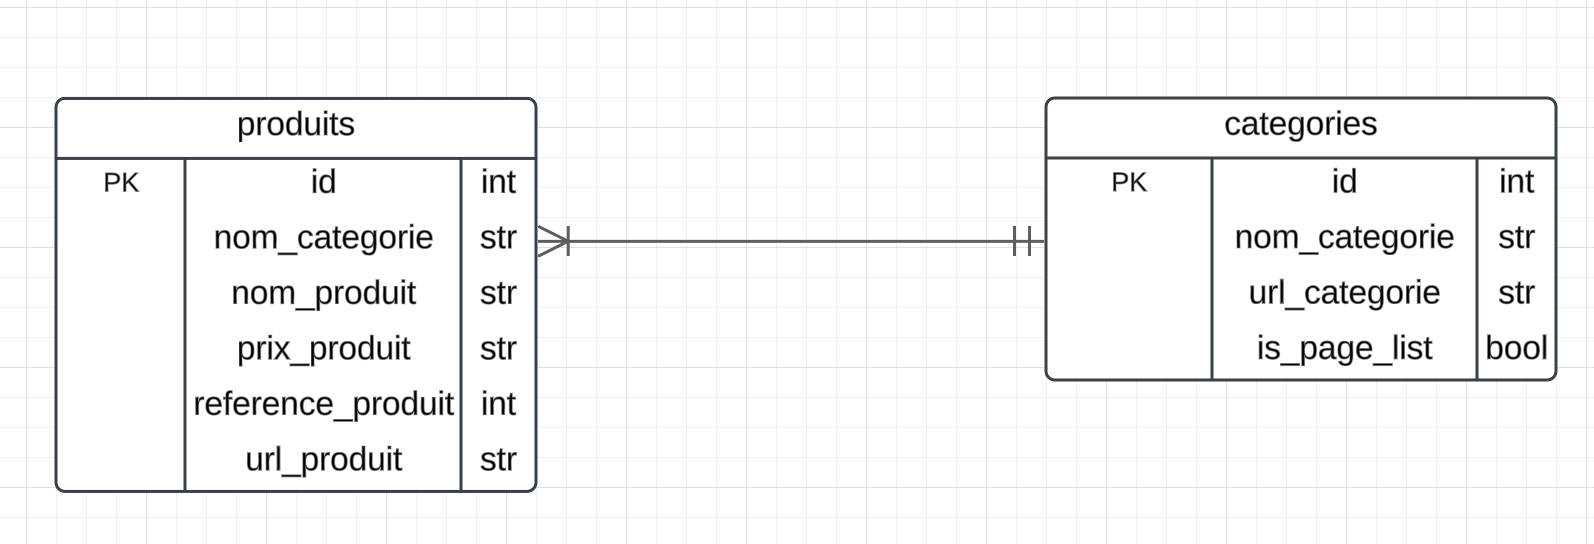 produits
PK id int
nom_categorie str
nom_produit str
prix_produit str
reference_produit int
url_produit str
categories
PK id int
nom_categorie str
url_categorie str
is_page_list bool